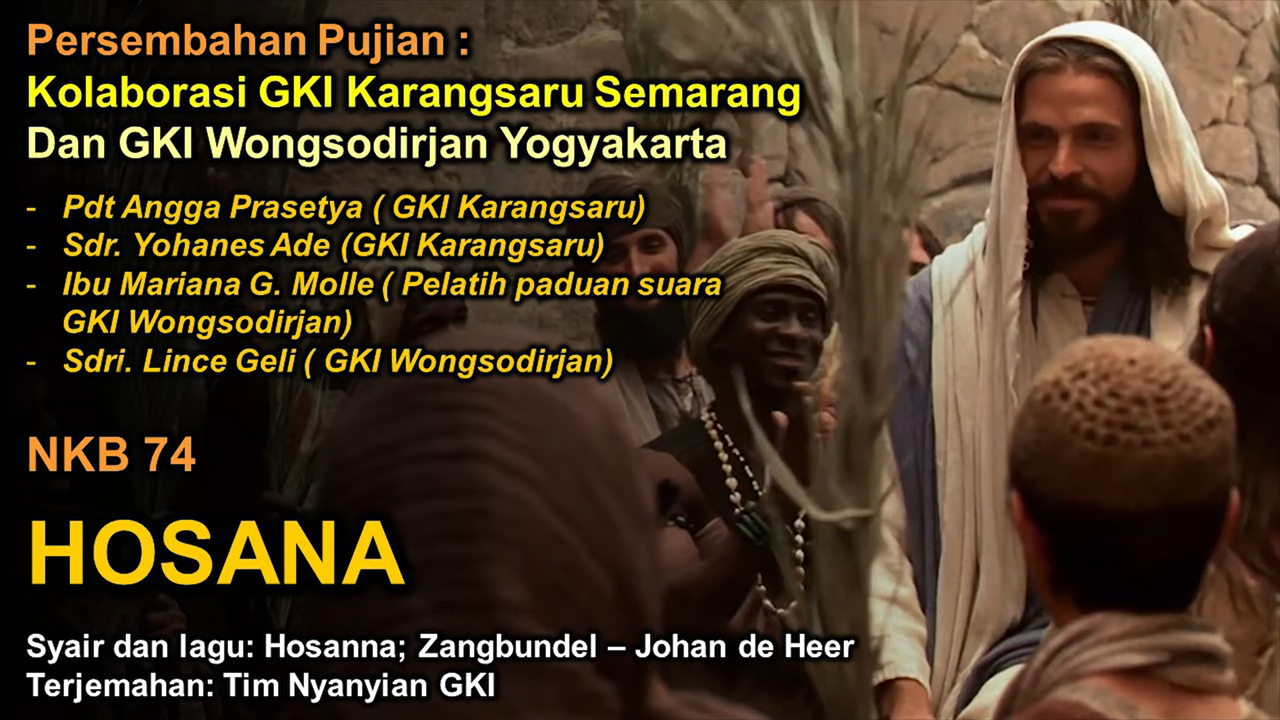 Persembahan Pujian :
Kolaborasi GKI Karangsaru Semarang
Dan GKI Wongsodirjan Yogyakarta
- Pdt Angga Prasetya ( GKI Karangsaru)
- Sdr. Yohanes Ade (GKI Karangsaru)
- Ibu Mariana G. Molle ( Pelatih paduan suara
GKI Wongsodirjan)
- Sdri. Lince Geli ( GKI Wongsodirjan)
NKB 74
HOSANA
Syair dan lagu: Hosanna; Zangbundel – Johan de Heer
Terjemahan: Tim Nyanyian GKI